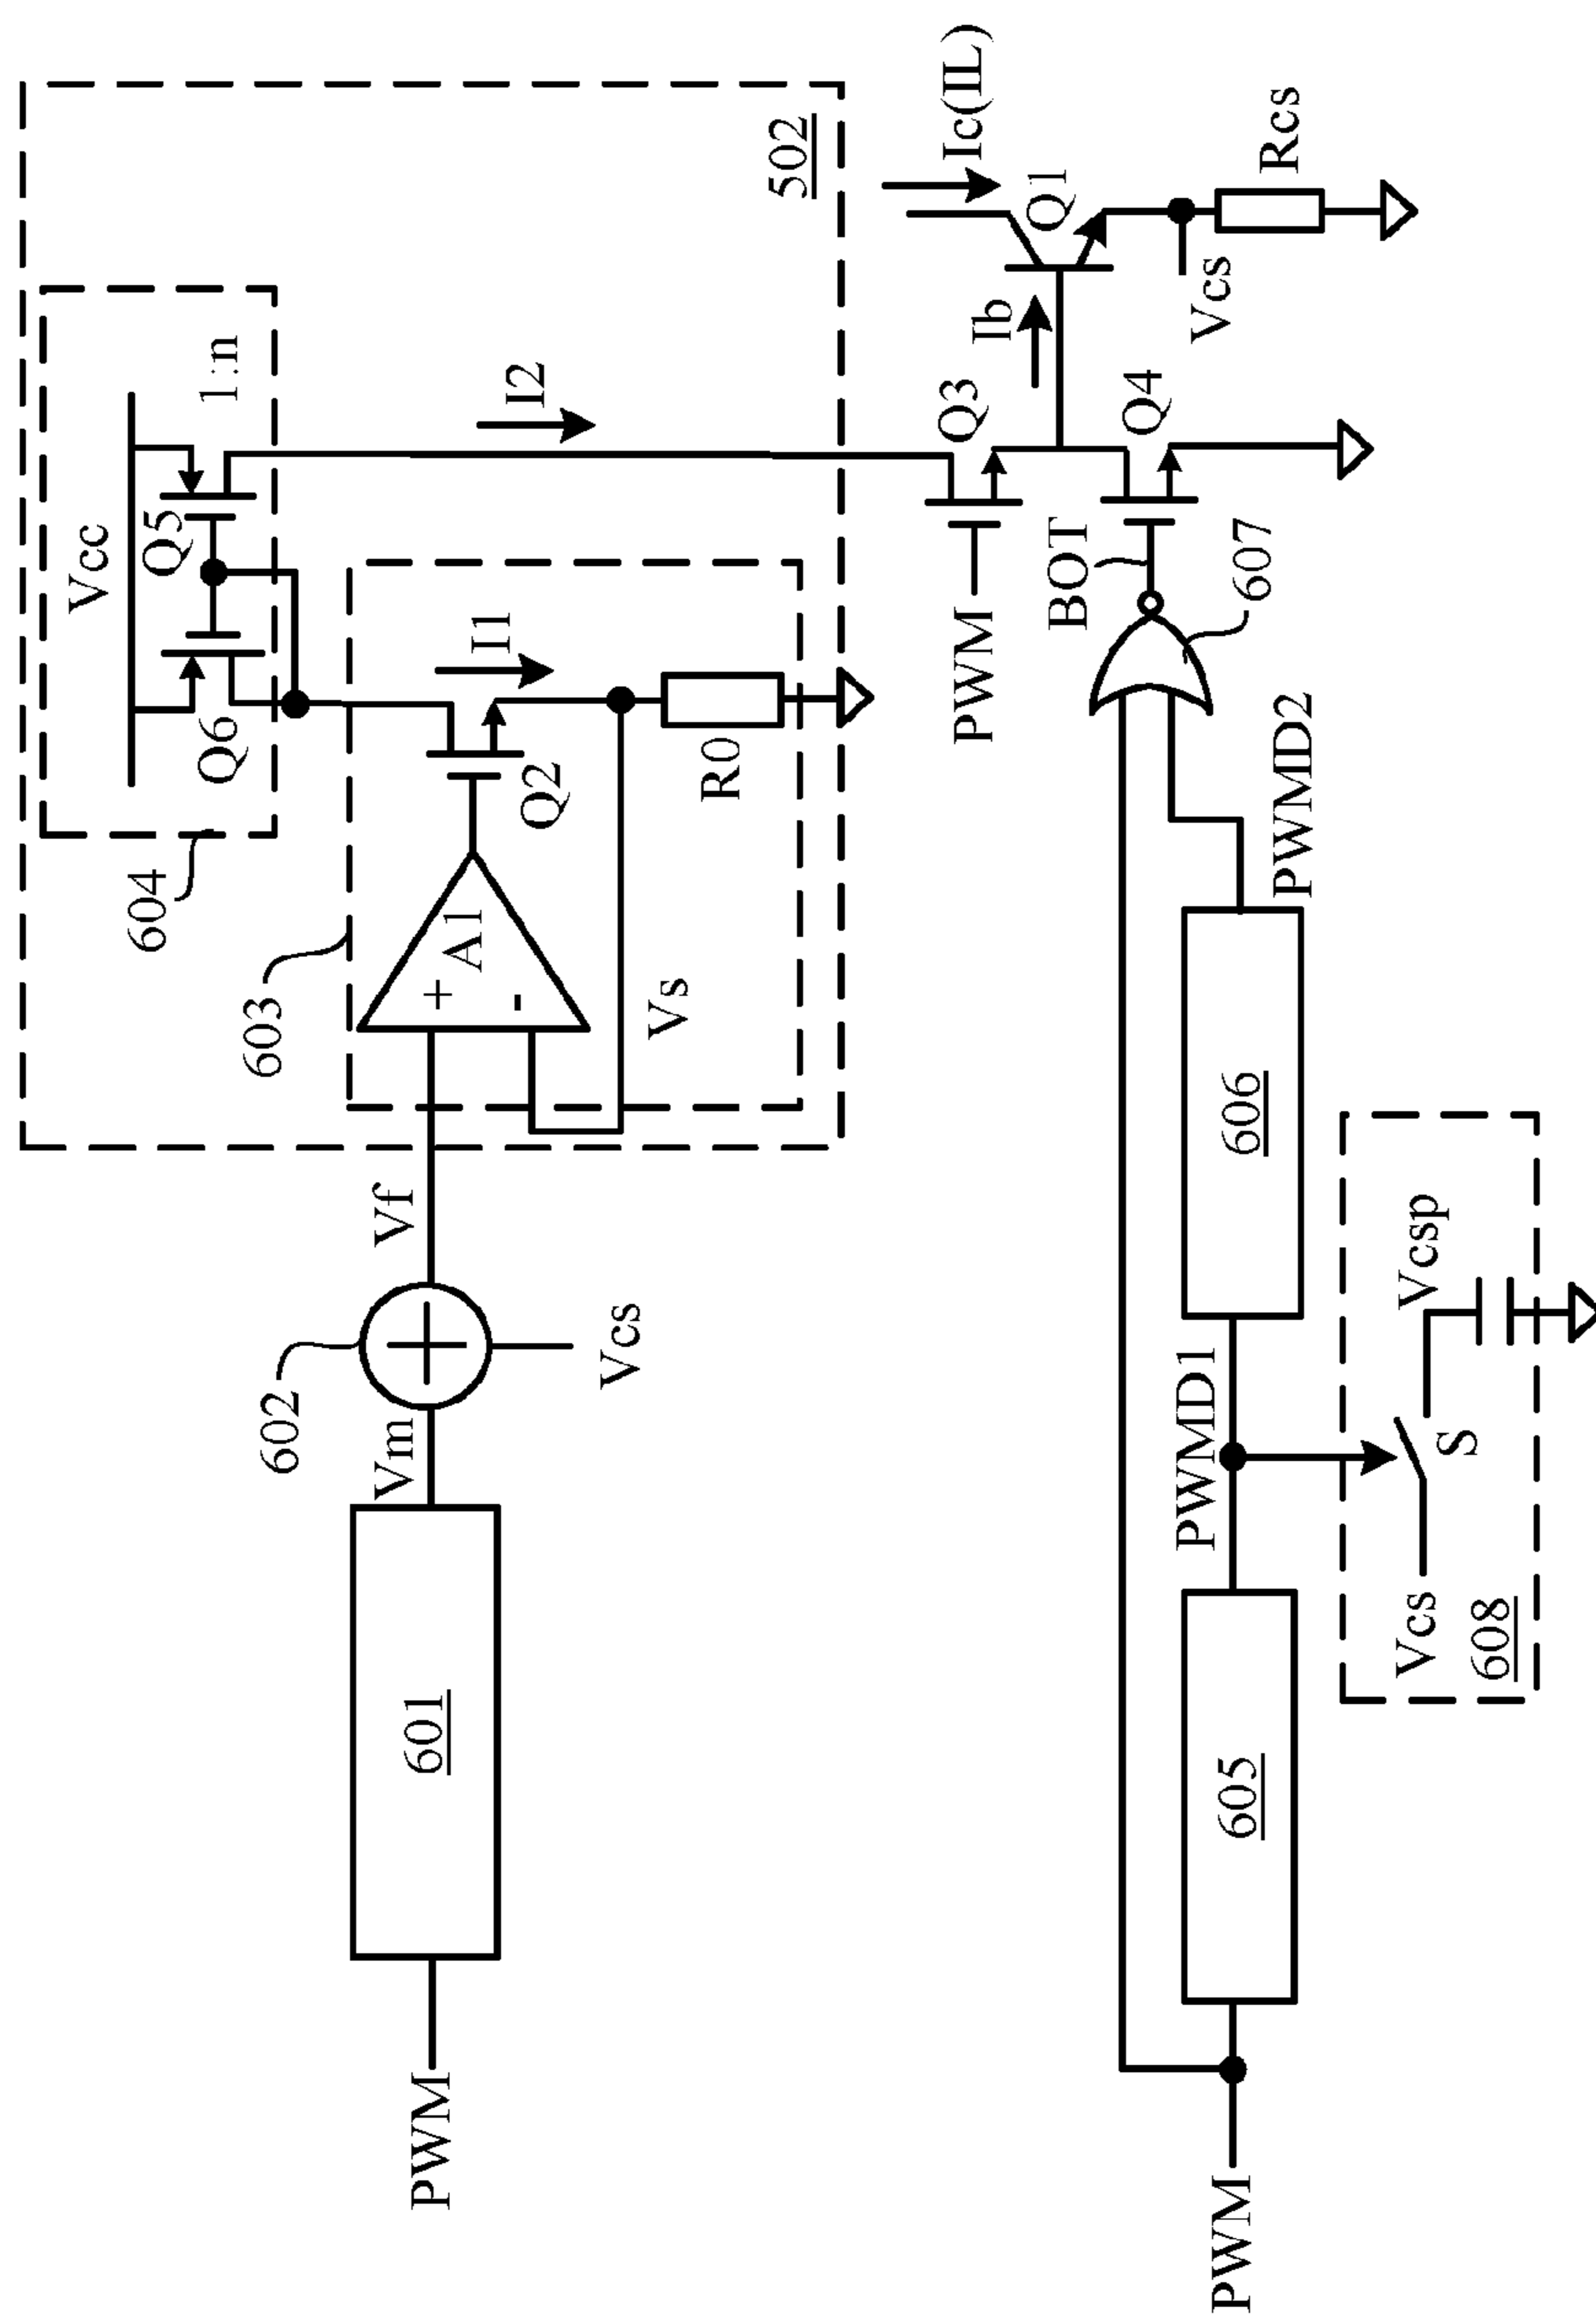 Vcc
Q6
Q5
1:n
604
603
I2
502
A1
+
-
I1
Q2
R0
Vs
PWM
601
Vm
602
Vf
Vcs
Ic(IL)
Q1
Ib
Q3
PWM
Q4
BOT
Vcs
Rcs
607
PWM
605
PWMD1
606
PWMD2
Vcs
S
Vcsp
608